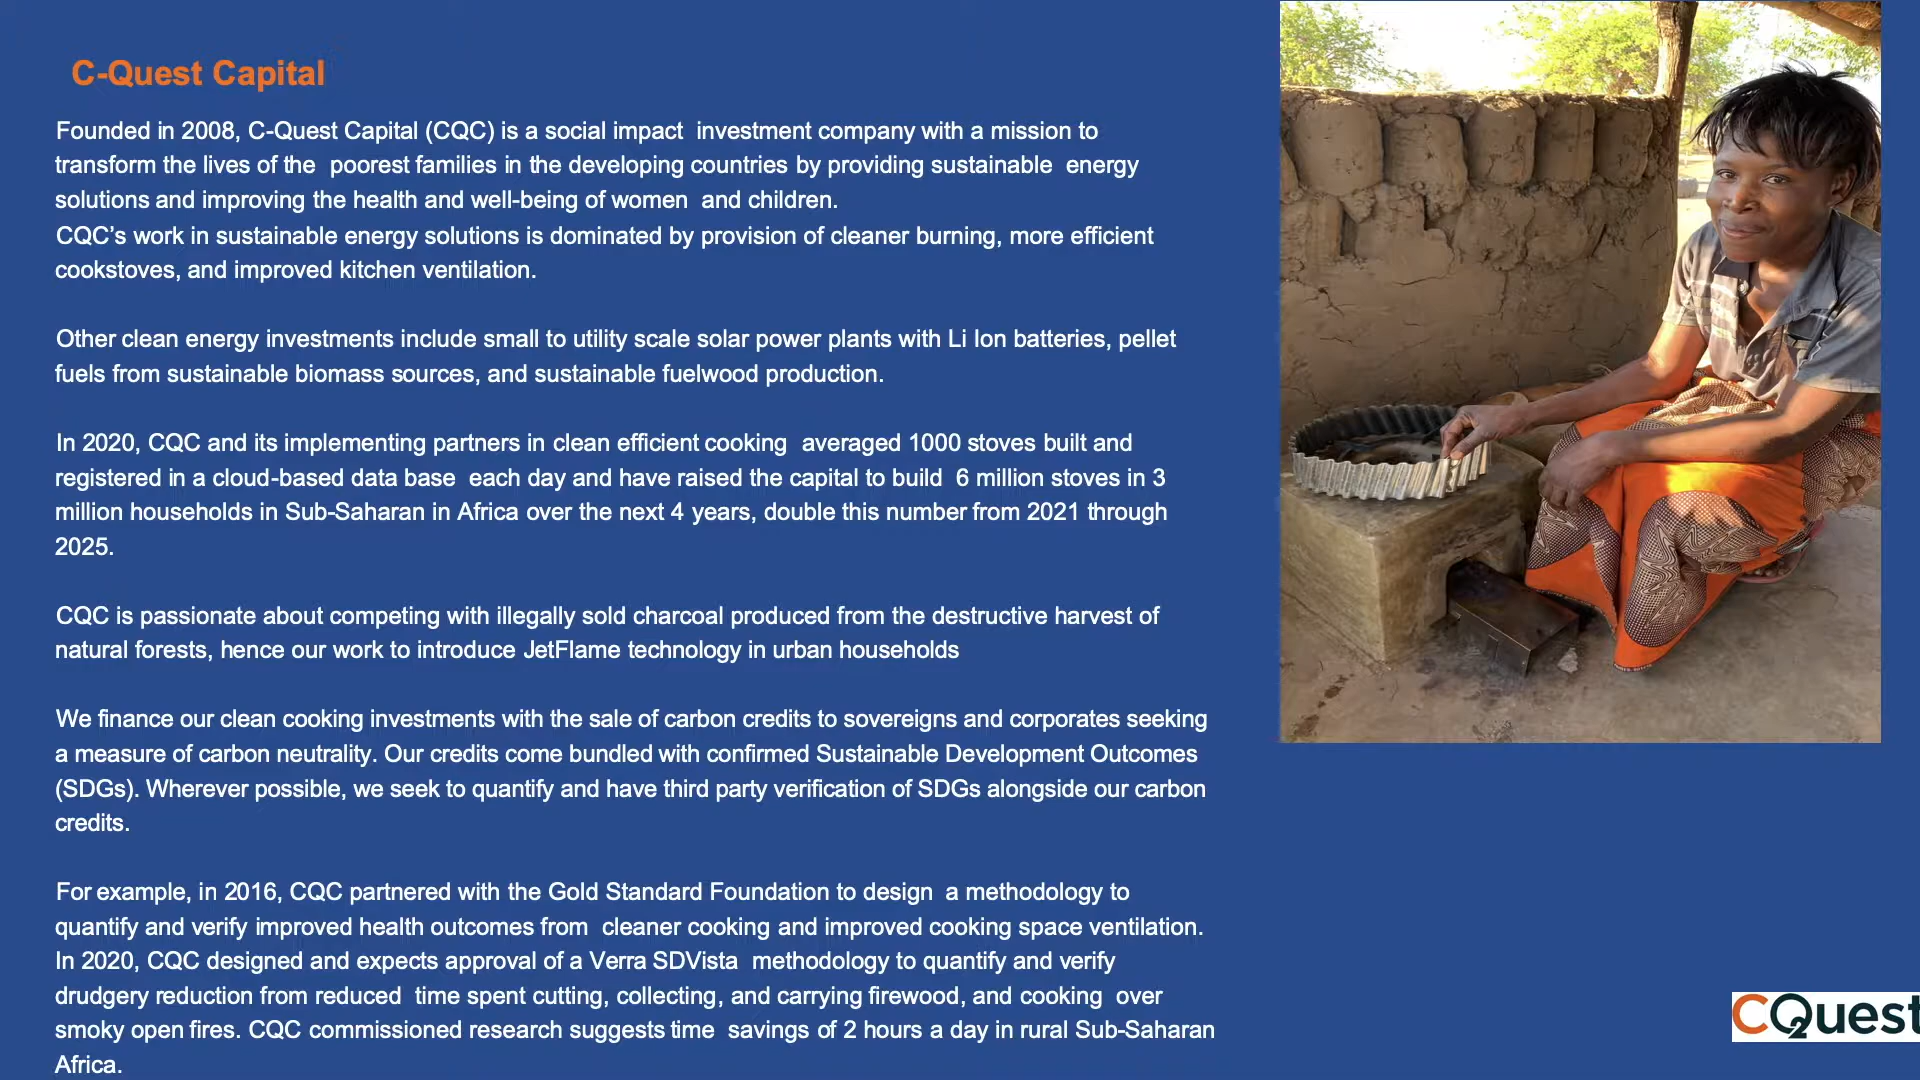 C-Quest Capital
Founded in 2008, C-Quest Capital (CQC) is a social impact investment company with a mission to
transform the lives of the poorest families in the developing countries by providing sustainable energy
solutions and improving the health and well-being of women and children.
CQC's work in sustainable energy solutions is dominated by provision of cleaner burning, more efficient
cookstoves, and improved kitchen ventilation.
Other clean energy investments include small to utility scale solar power plants with Li Ion batteries, pellet
fuels from sustainable biomass sources, and sustainable fuelwood production.
In 2020, CQC and its implementing partners in clean efficient cooking averaged 1000 stoves built and
registered in a cloud-based data base each day and have raised the capital to build 6 million stoves in 3
million households in Sub-Saharan in Africa over the next 4 years, double this number from 2021 through
2025.
CQC is passionate about competing with illegally sold charcoal produced from the destructive harvest of
natural forests, hence our work to introduce JetFlame technology in urban households
We finance our clean cooking investments with the sale of carbon credits to sovereigns and corporates seeking
a measure of carbon neutrality. Our credits come bundled with confirmed Sustainable Development Outcomes
(SDGs). Wherever possible, we seek to quantify and have third party verification of SDGs alongside our carbon
credits.
For example, in 2016, CQC partnered with the Gold Standard Foundation to design a methodology to
quantify and verify improved health outcomes from cleaner cooking and improved cooking space ventilation.
In 2020, CQC designed and expects approval of a Verra SDVista methodology to quantify and verify
drudgery reduction from reduced time spent cutting, collecting, and carrying firewood, and cooking over
smoky open fires. CQC commissioned research suggests time savings of 2 hours a day in rural Sub-Saharan
Africa.
CQuest